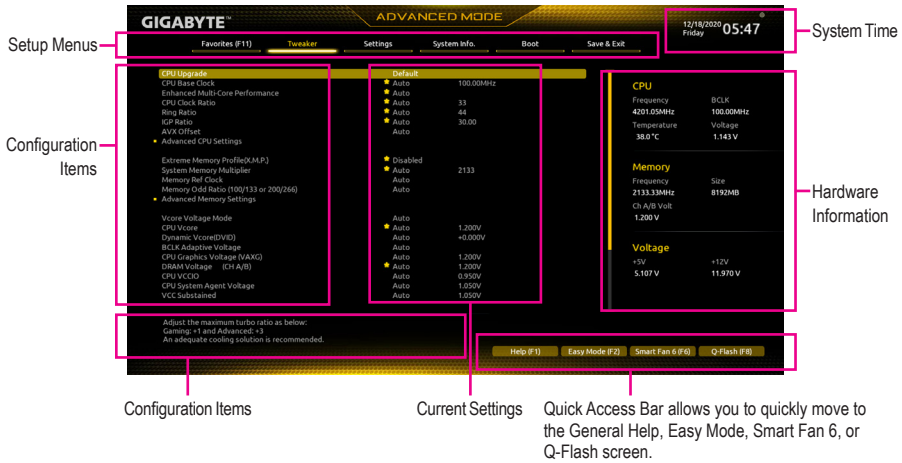 GIGABYTE™
ADVANCED MODE
12/18/2020
Friday
05:47
System Time
Setup Menus
Favorites (F11) Tweaker Settings System Info. Boot Save & Exit
CPU Upgrade Default
CPU Base Clock Auto 100.00MHz
Enhanced Multi-Core Performance Auto
CPU Clock Ratio Auto 33
Ring Ratio Auto 44
IGP Ratio Auto 30.00
AVX Offset Auto
Advanced CPU Settings
Extreme Memory Profile(X.M.P.) Disabled
System Memory Multiplier Auto 2133
Memory Ref Clock Auto
Memory Odd Ratio (100/133 or 200/266) Auto
Advanced Memory Settings
Vcore Voltage Mode Auto
CPU Vcore Auto 1.200V
Dynamic Vcore(DVID) Auto +0.000V
BCLK Adaptive Voltage Auto
CPU Graphics Voltage (VAXG) Auto 1.200V
DRAM Voltage (CH A/B) Auto 1.200V
CPU VCCIO Auto 0.950V
CPU System Agent Voltage Auto 1.050V
VCC Substained Auto 1.050V
Configuration
Items
CPU
Frequency BCLK
4201.05MHz 100.00MHz
Temperature Voltage
38.0 °C 1.143 V
Memory
Frequency Size
2133.33MHz 8192MB
Ch A/B Volt
1.200 V
Voltage
+5V +12V
5.107 V 11.970 V
Hardware
Information
Adjust the maximum turbo ratio as below:
Gaming: +1 and Advanced: +3
An adequate cooling solution is recommended.
Help (F1) Easy Mode (F2) Smart Fan 6 (F6) Q-Flash (F8)
Configuration Items
Current Settings
Quick Access Bar allows you to quickly move to
the General Help, Easy Mode, Smart Fan 6, or
Q-Flash screen.